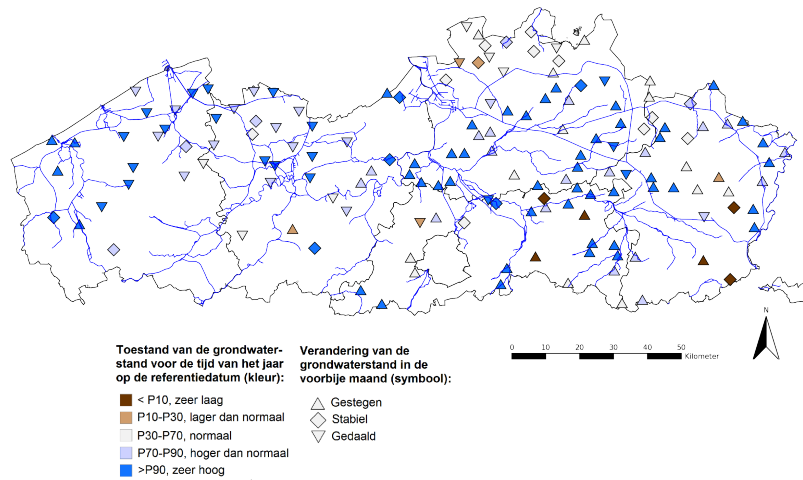 N
0 10 20 30 40 50
Kilometer
Toestand van de grondwater-
stand voor de tijd van het jaar
op de referentiedatum (kleur):
< P10, zeer laag
P10-P30, lager dan normaal
P30-P70, normaal
P70-P90, hoger dan normaal
>P90, zeer hoog
Verandering van de
grondwaterstand in de
voorbije maand (symbool):
Gestegen
Stabiel
Gedaald